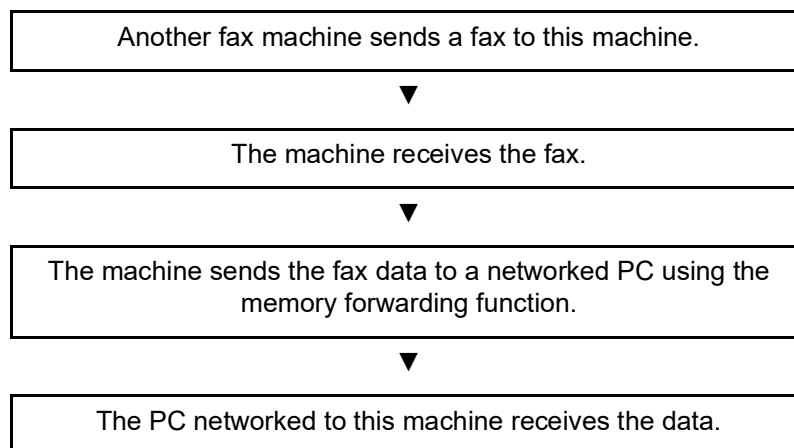 Another fax machine sends a fax to this machine.
▼
The machine receives the fax.
▼
The machine sends the fax data to a networked PC using the
memory forwarding function.
▼
The PC networked to this machine receives the data.